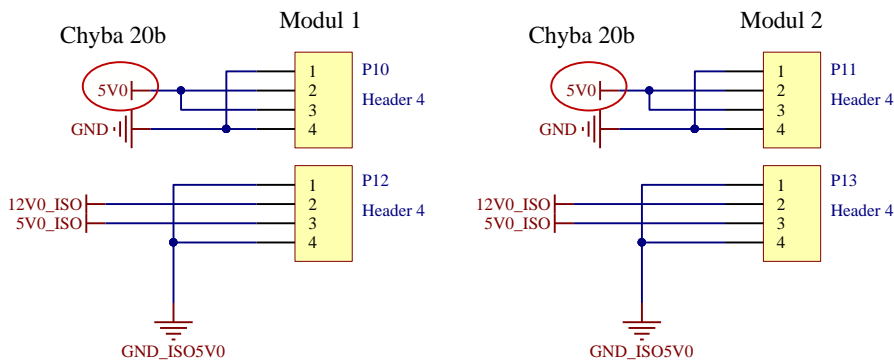 Modul 1
Chyba 20b
5V0
GND
1
2
3
4
P10
Header 4
12V0_ISO
5V0_ISO
1
2
3
4
P12
Header 4
GND_ISO5V0
Modul 2
Chyba 20b
5V0
GND
1
2
3
4
P11
Header 4
12V0_ISO
5V0_ISO
1
2
3
4
P13
Header 4
GND_ISO5V0